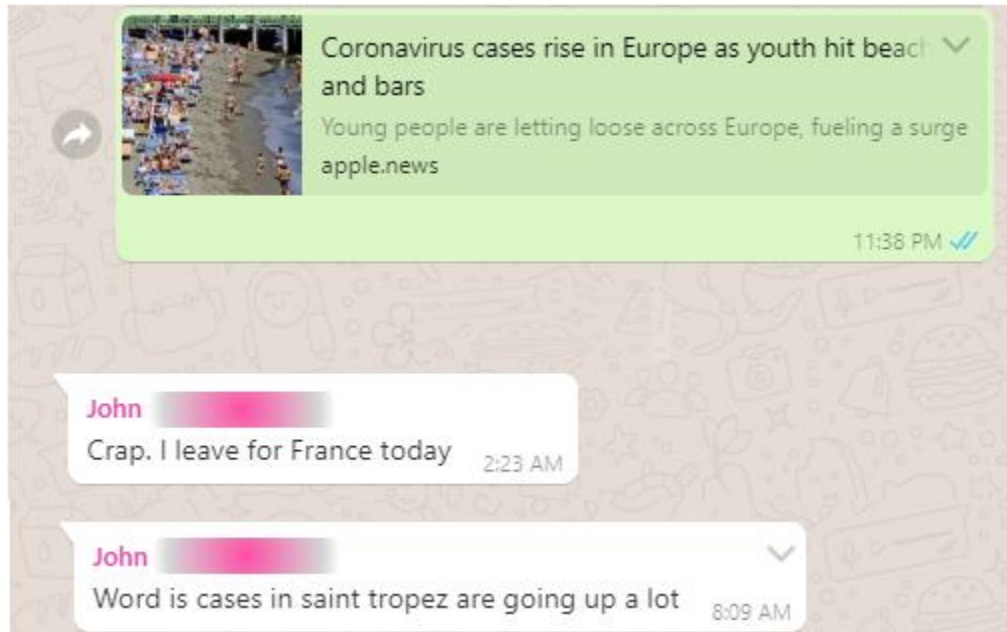 Coronavirus cases rise in Europe as youth hit beach
and bars
Young people are letting loose across Europe, fueling a surge
apple.news
11:38 PM
John
Crap. I leave for France today
2:23 AM
John
Word is cases in saint tropez are going up a lot
8:09 AM